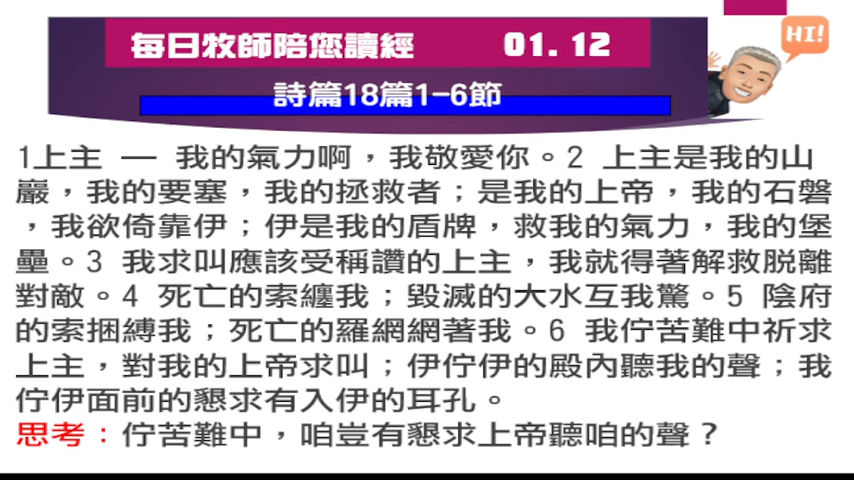 每日牧師陪您讀經 01.12
HI!
詩篇18篇1-6節
1上主 — 我的氣力啊，我敬愛你。2 上主是我的山
巖，我的要塞，我的拯救者；是我的上帝，我的石磐
，我欲倚靠伊；伊是我的盾牌，救我的氣力，我的堡
壘。3 我求叫應該受稱讚的上主，我就得著解救脱離
對敵。4 死亡的索纏我；毀滅的大水互我驚。5 陰府
的索捆縛我；死亡的羅網網著我。6 我佇苦難中祈求
上主，對我的上帝求叫；伊佇伊的殿內聽我的聲；我
佇伊面前的懇求有入伊的耳孔。
思考：佇苦難中，咱豈有懇求上帝聽咱的聲？